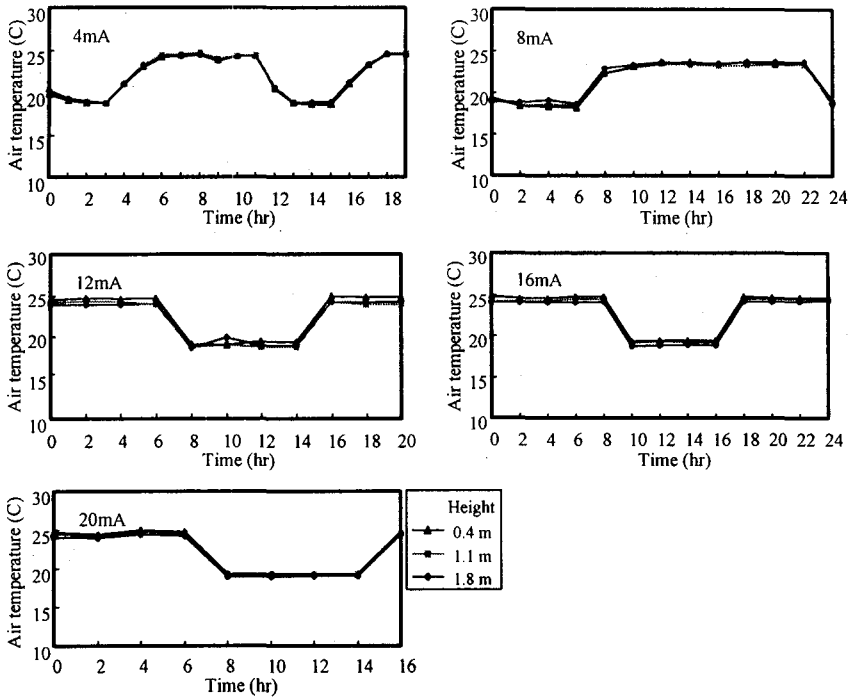 4mA
Air temperature (C)
30
25
20
15
10
0 2 4 6 8 10 12 14 16 18
Time (hr)
8mA
Air temperature (C)
30
25
20
15
10
0 2 4 6 8 10 12 14 16 18 20 22 24
Time (hr)
12mA
Air temperature (C)
30
25
20
15
10
0 2 4 6 8 10 12 14 16 18 20
Time (hr)
16mA
Air temperature (C)
30
25
20
15
10
0 2 4 6 8 10 12 14 16 18 20 22 24
Time (hr)
20mA
Air temperature (C)
30
25
20
15
10
0 2 4 6 8 10 12 14 16
Time (hr)
Height
0.4 m
1.1 m
1.8 m